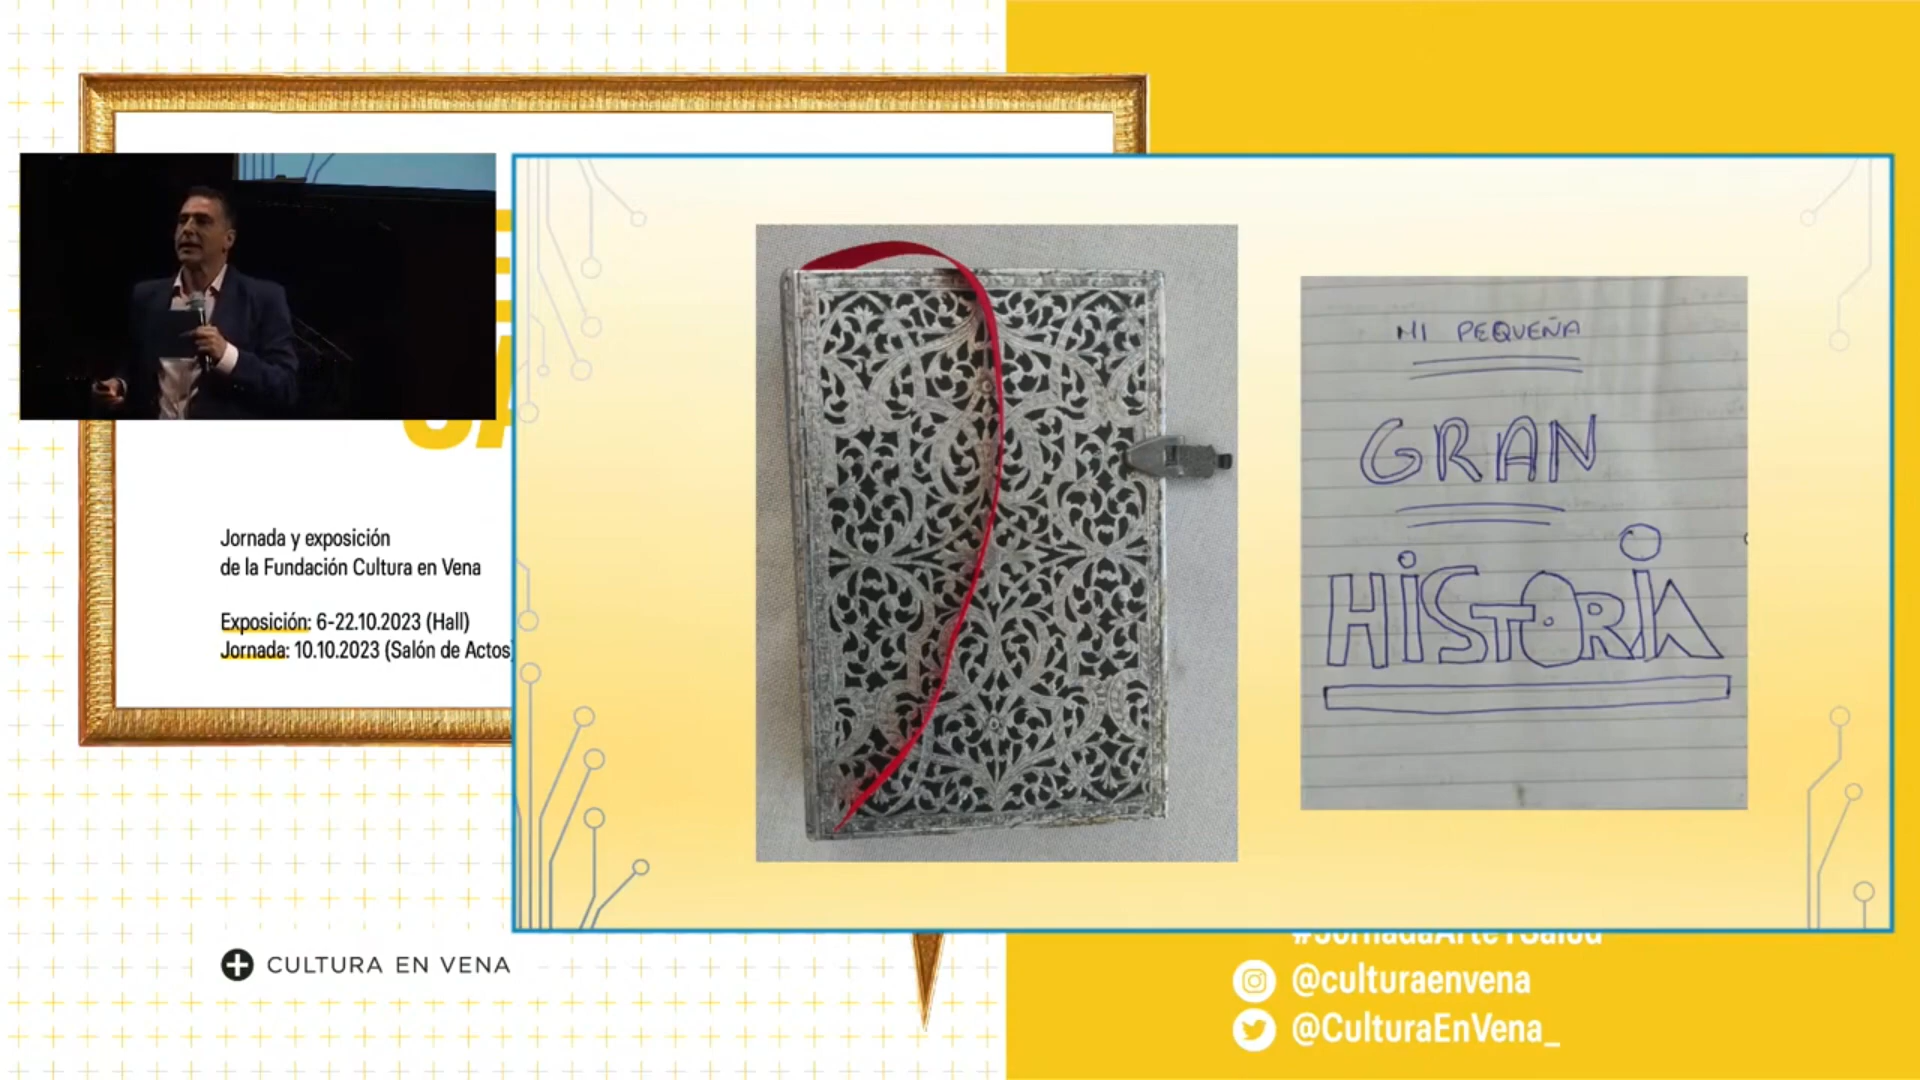 Jornada y exposición
de la Fundación Cultura en Vena
Exposición: 6-22.10.2023 (Hall)
Jornada: 10.10.2023 (Salón de Actos)
CULTURA EN VENA
MI PEQUEÑA
GRAN
HISTORIA
#JornadaArteYSalud
@culturaenvena
@CulturaEnVena_